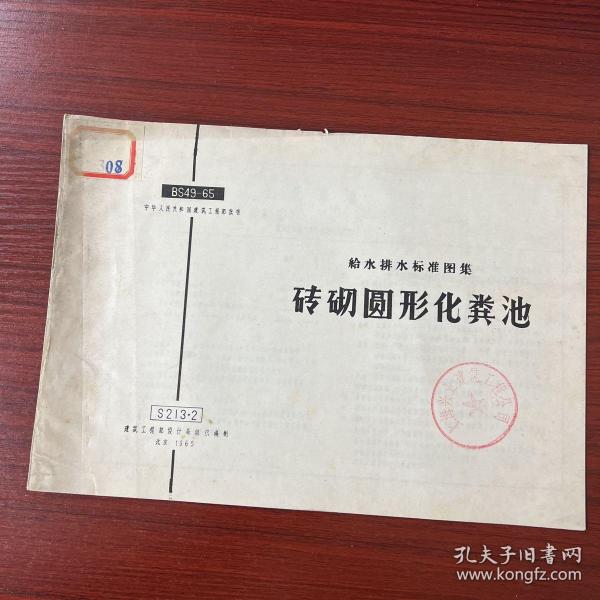 308
BS49-65
中华人民共和国建筑工程部批准
給水排水标准图集
砖砌圆形化粪池
S213·2
建筑工程部设计局组织编制
北京 1965
孔夫子旧书网
www.kongfz.com